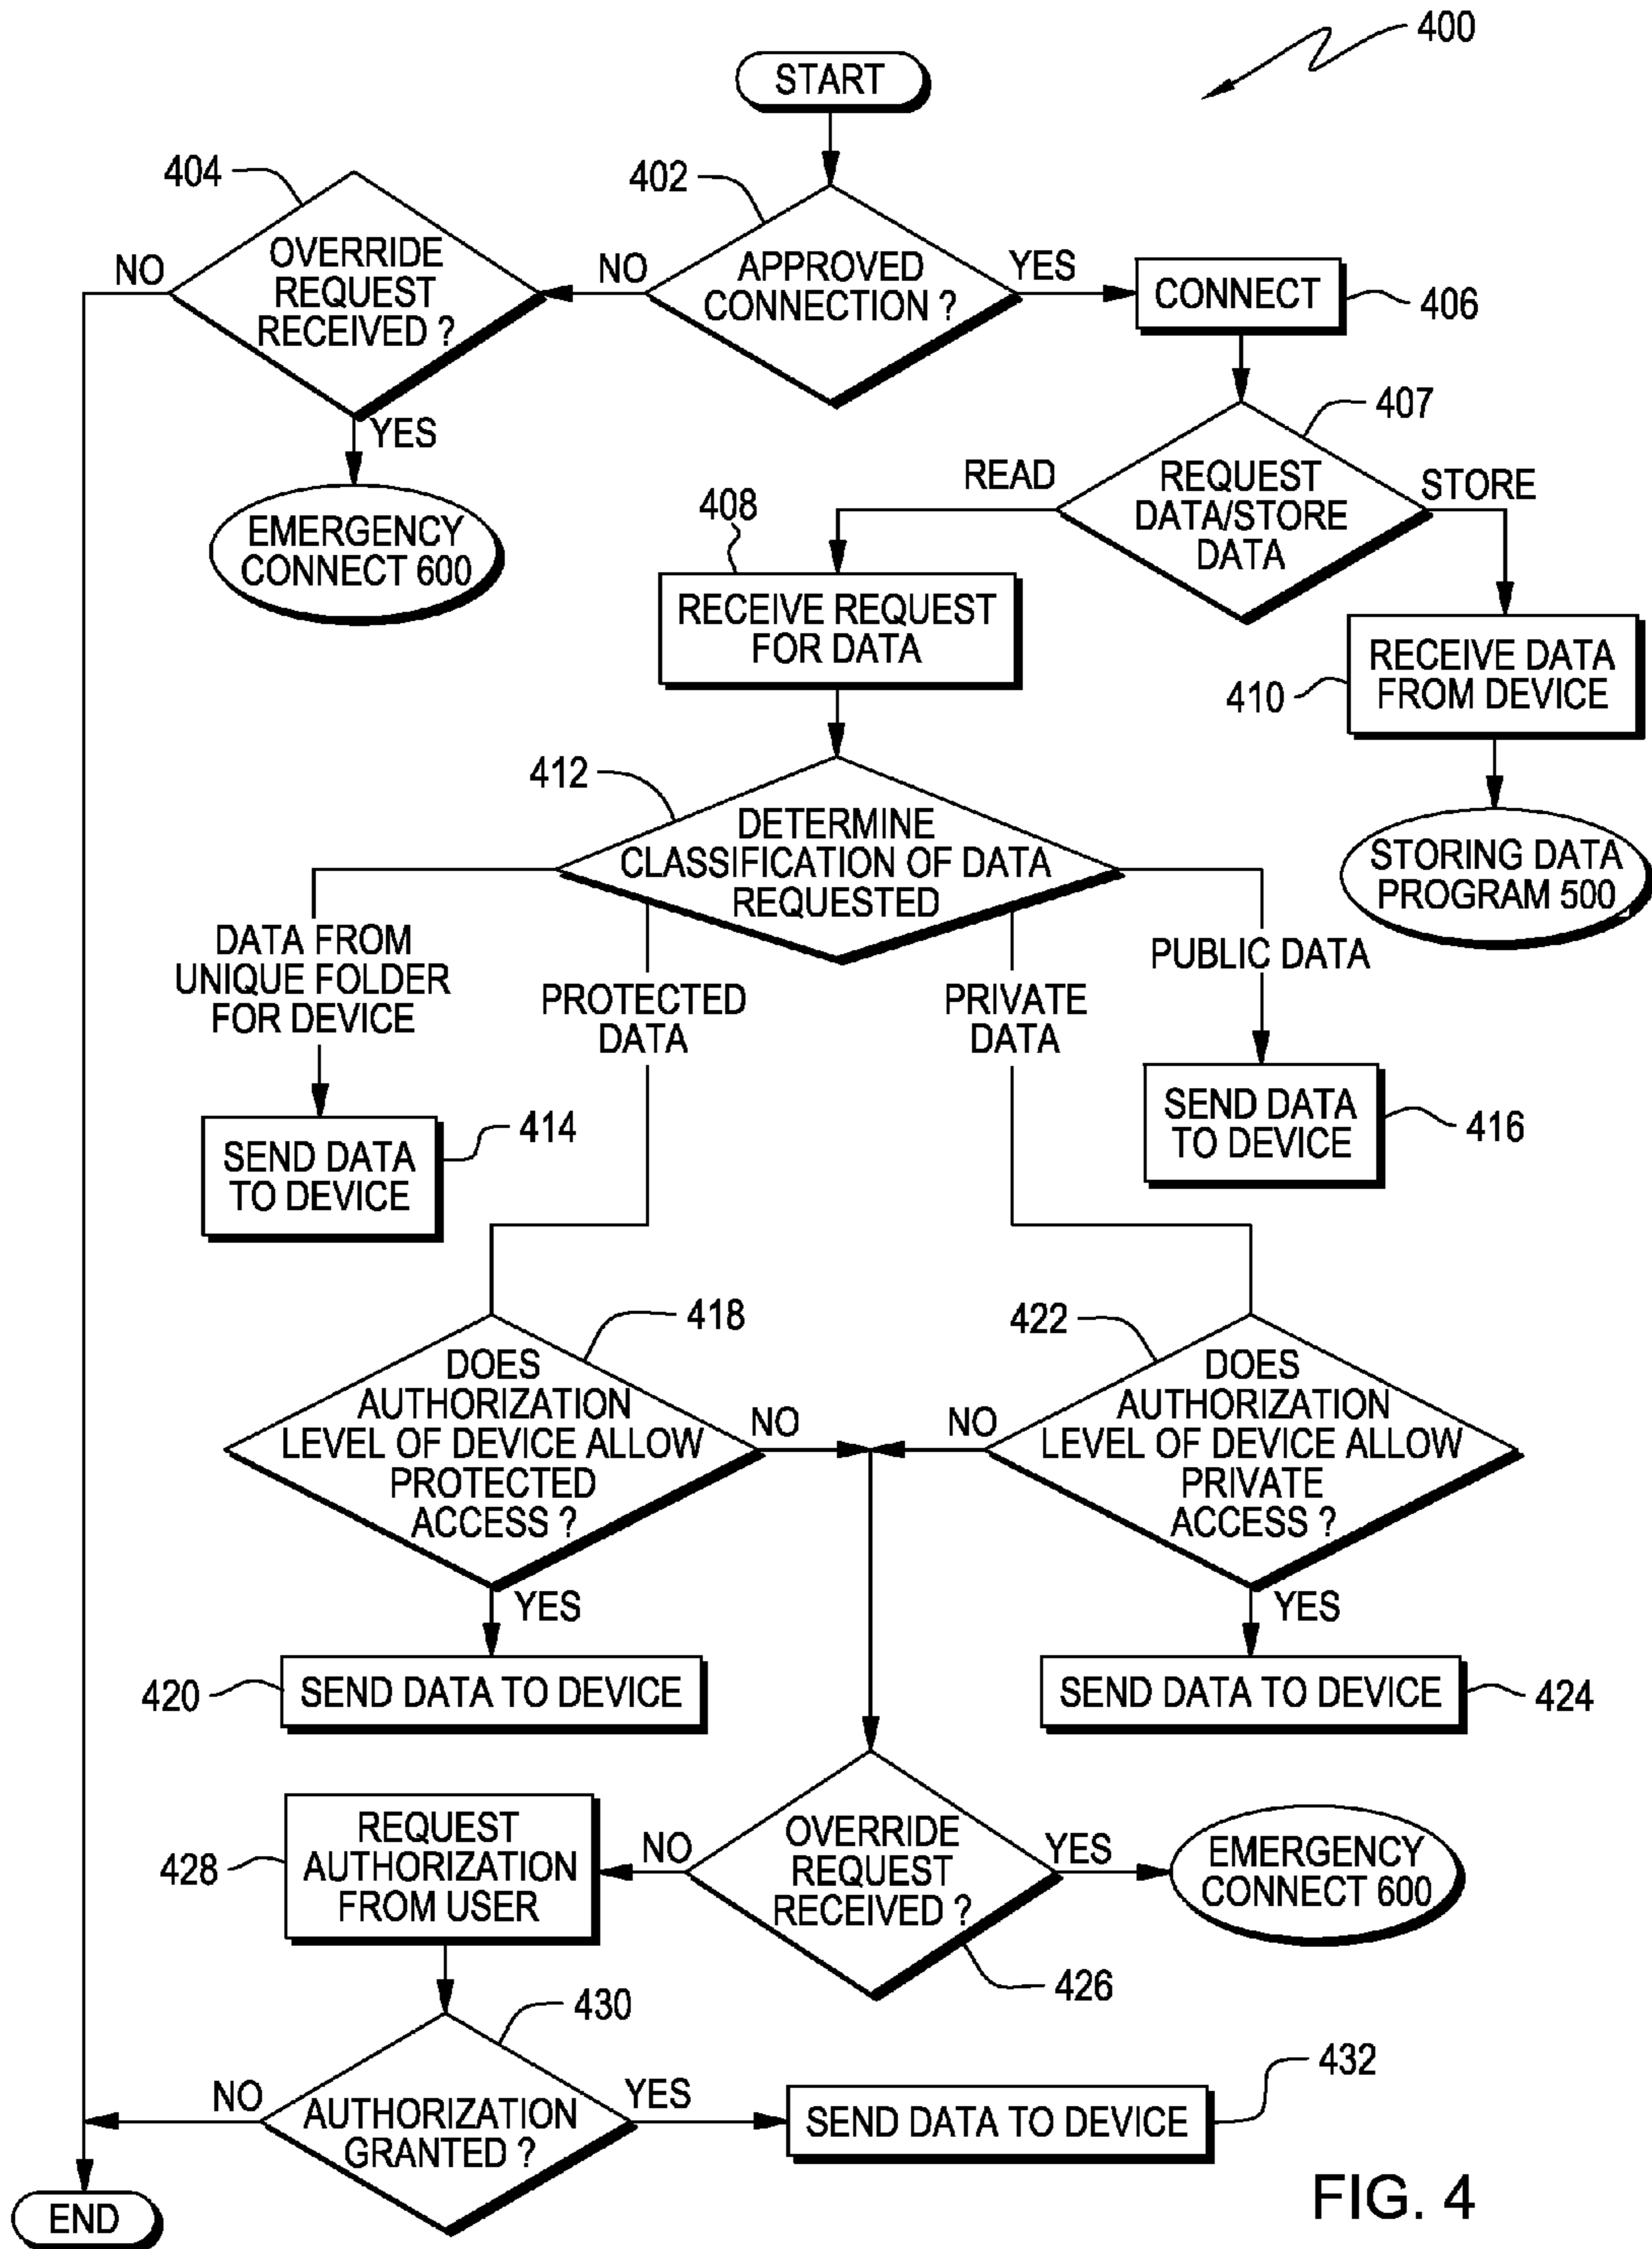 400
START
404
402
NO
OVERRIDE
REQUEST
RECEIVED ?
NO
APPROVED
CONNECTION ?
YES
CONNECT
406
YES
407
EMERGENCY
CONNECT 600
READ
REQUEST
DATA/STORE
DATA
STORE
408
RECEIVE REQUEST
FOR DATA
410
RECEIVE DATA
FROM DEVICE
412
DETERMINE
CLASSIFICATION OF DATA
REQUESTED
STORING DATA
PROGRAM 500
DATA FROM
UNIQUE FOLDER
FOR DEVICE
PROTECTED
DATA
PRIVATE
DATA
PUBLIC DATA
SEND DATA
TO DEVICE
414
SEND DATA
TO DEVICE
416
418
422
DOES
AUTHORIZATION
LEVEL OF DEVICE ALLOW
PROTECTED
ACCESS ?
NO
NO
DOES
AUTHORIZATION
LEVEL OF DEVICE ALLOW
PRIVATE
ACCESS ?
YES
YES
420
SEND DATA TO DEVICE
SEND DATA TO DEVICE
424
428
REQUEST
AUTHORIZATION
FROM USER
NO
OVERRIDE
REQUEST
RECEIVED ?
YES
EMERGENCY
CONNECT 600
426
430
NO
AUTHORIZATION
GRANTED ?
YES
SEND DATA TO DEVICE
432
END
FIG. 4